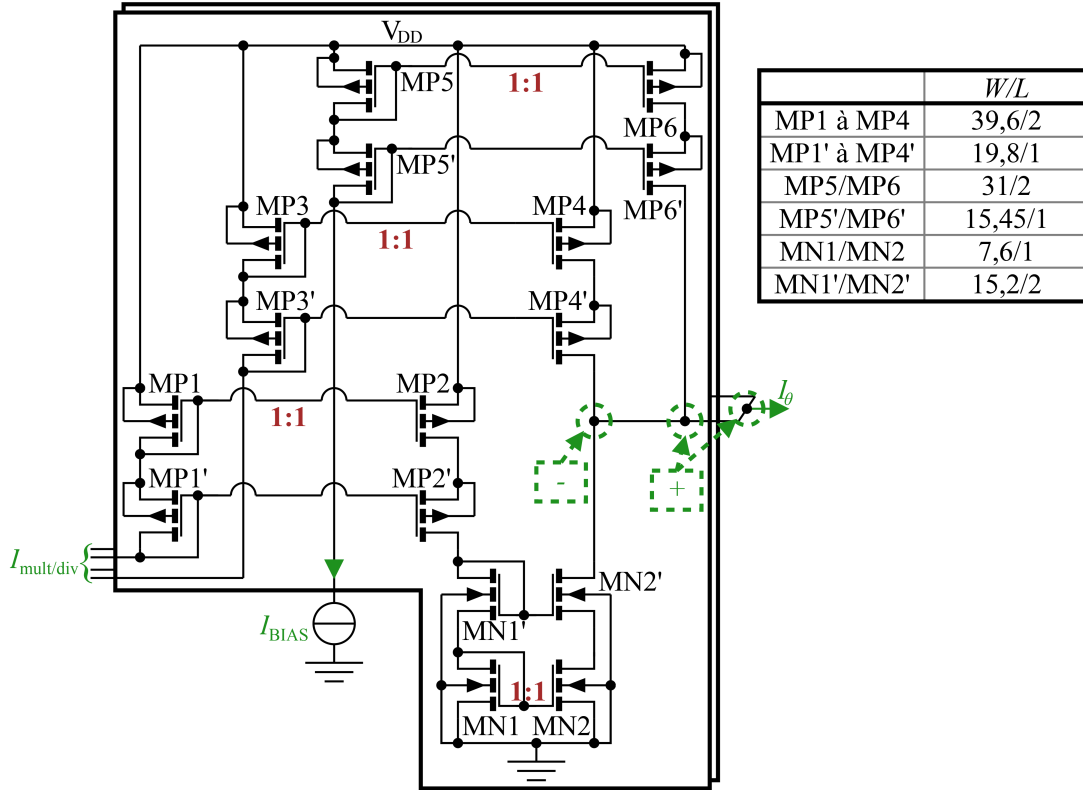 V_DD
MP5
1:1
MP6
MP5'
MP6'
MP3
MP4
1:1
MP3'
MP4'
MP1
MP2
1:1
I_θ
MP1'
MP2'
-
+
I_mult/div {
MN2'
I_BIAS
MN1'
1:1
MN1
MN2
W/L
MP1 à MP4 39,6/2
MP1' à MP4' 19,8/1
MP5/MP6 31/2
MP5'/MP6' 15,45/1
MN1/MN2 7,6/1
MN1'/MN2' 15,2/2